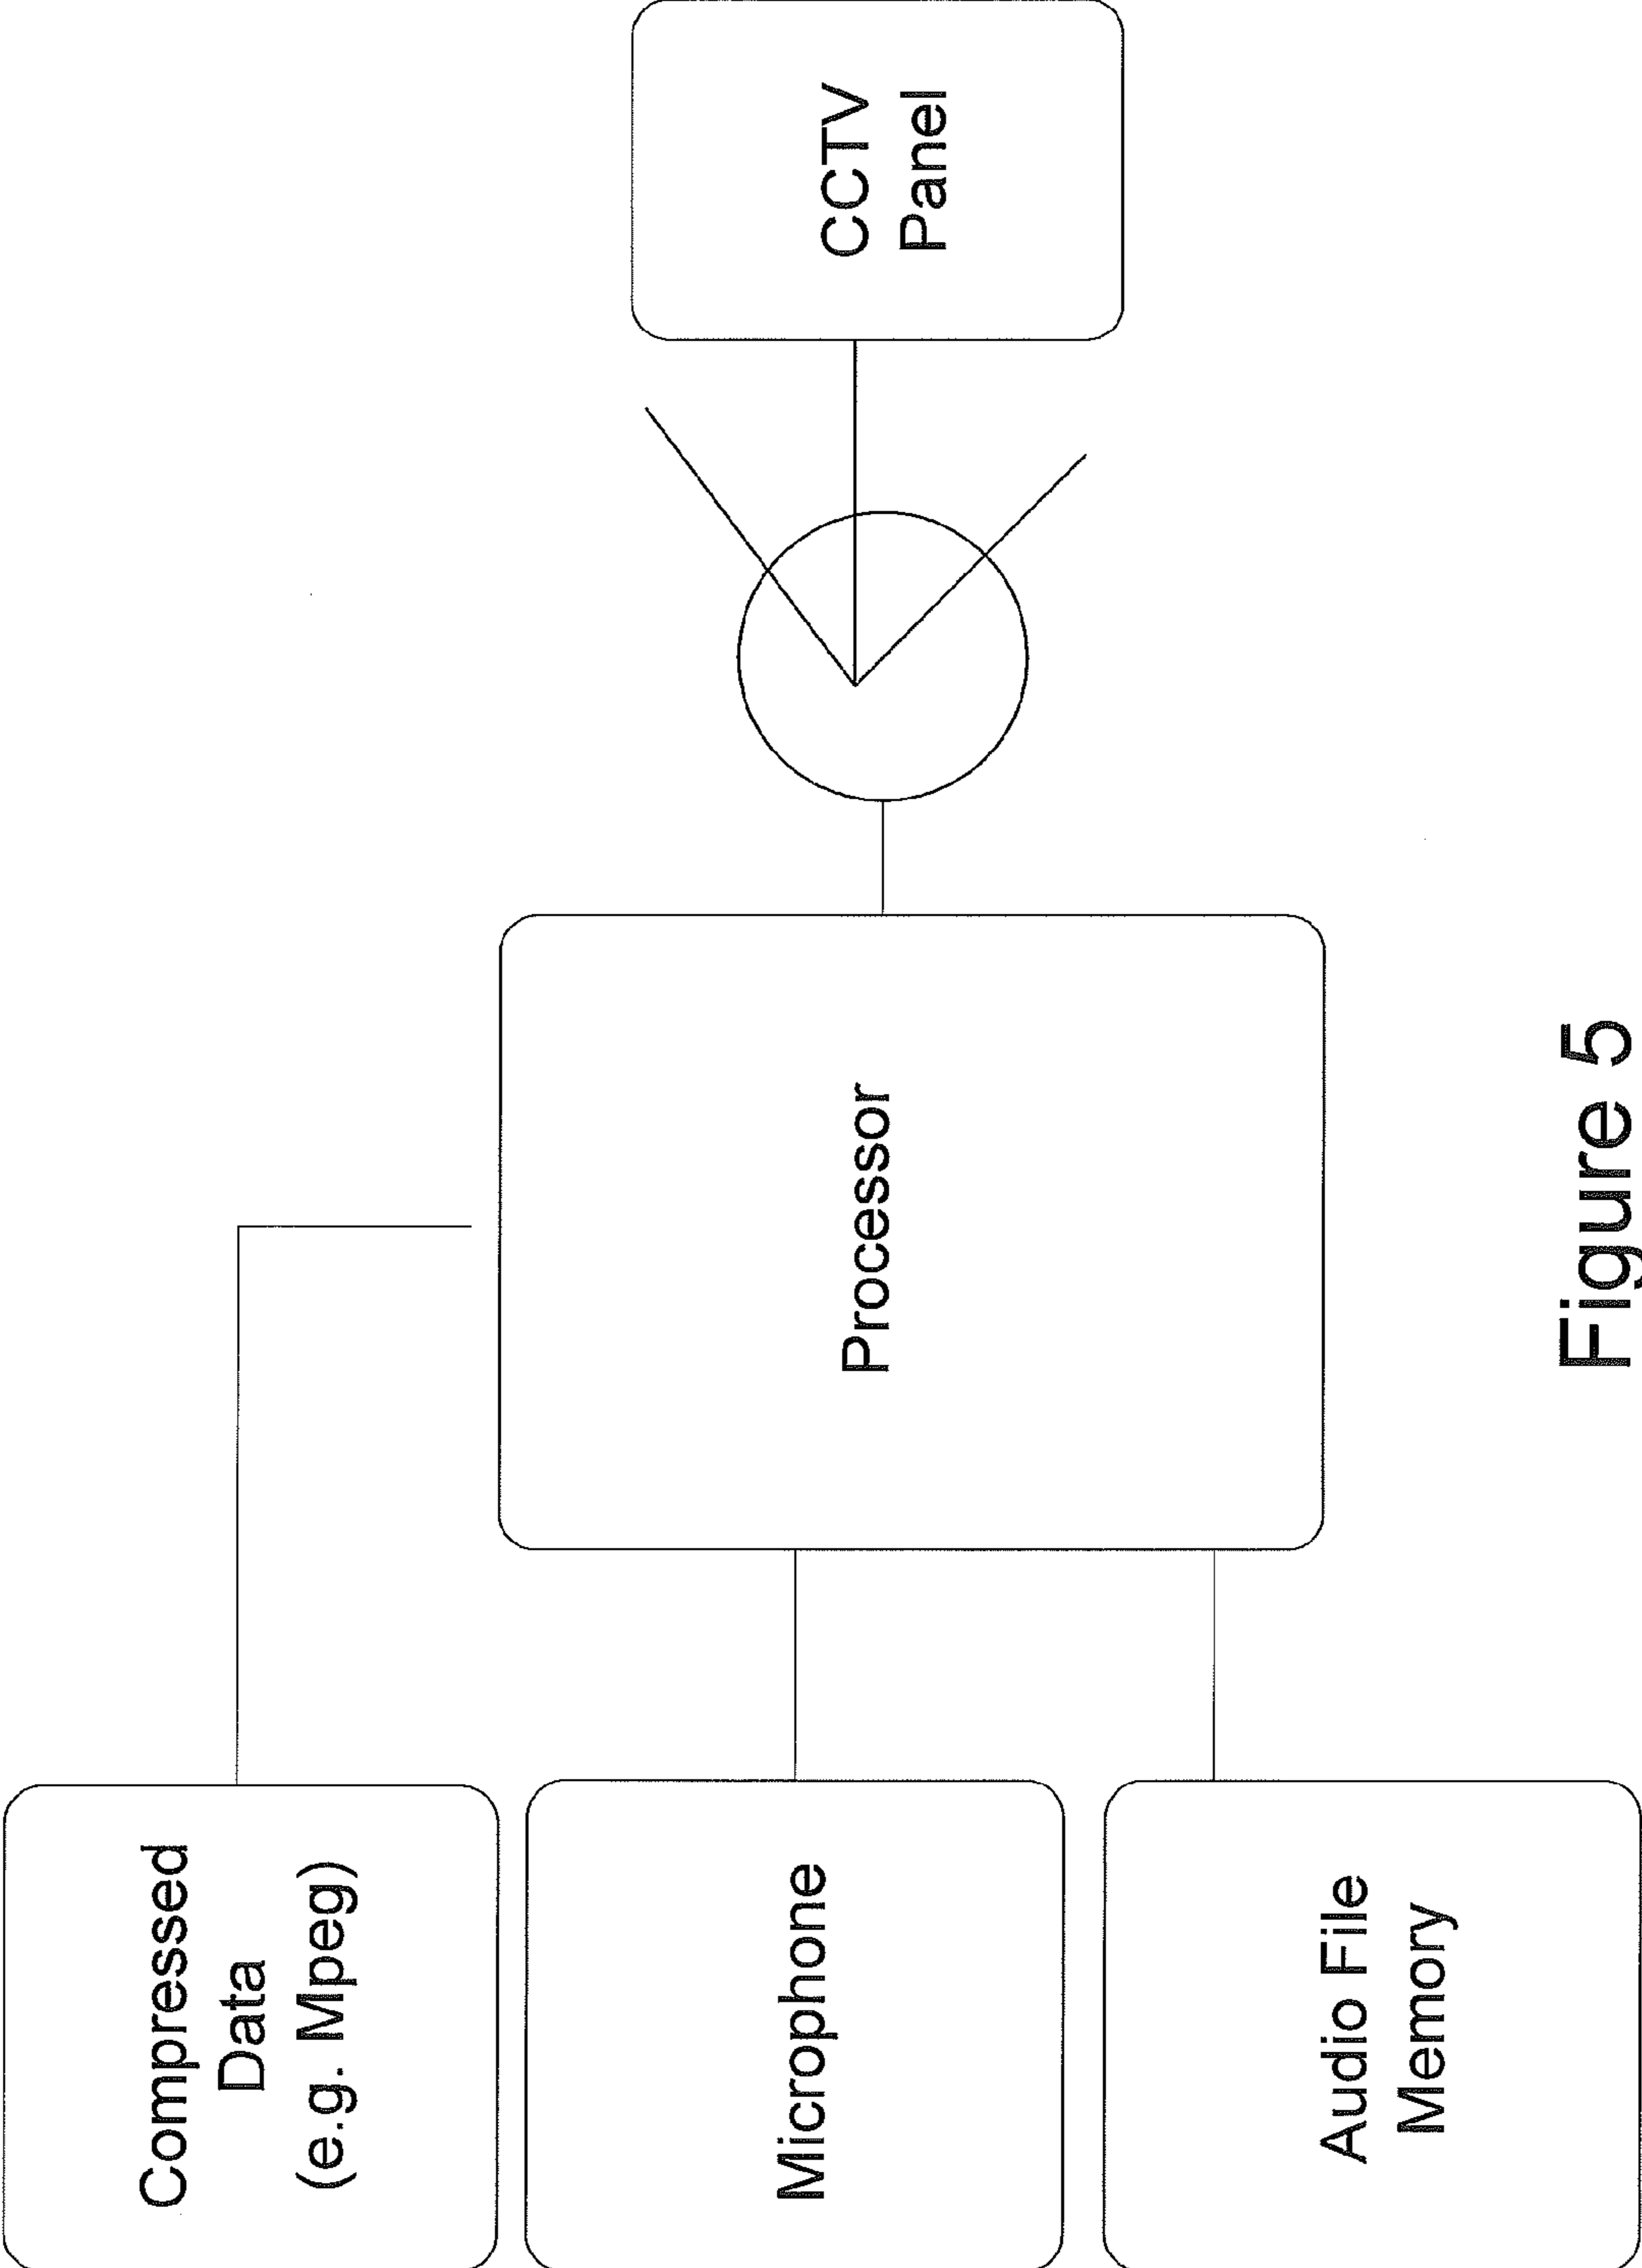 Compressed
Data
(e.g. Mpeg)
Microphone
Audio File
Memory
Processor
CCTV
Panel
Figure 5